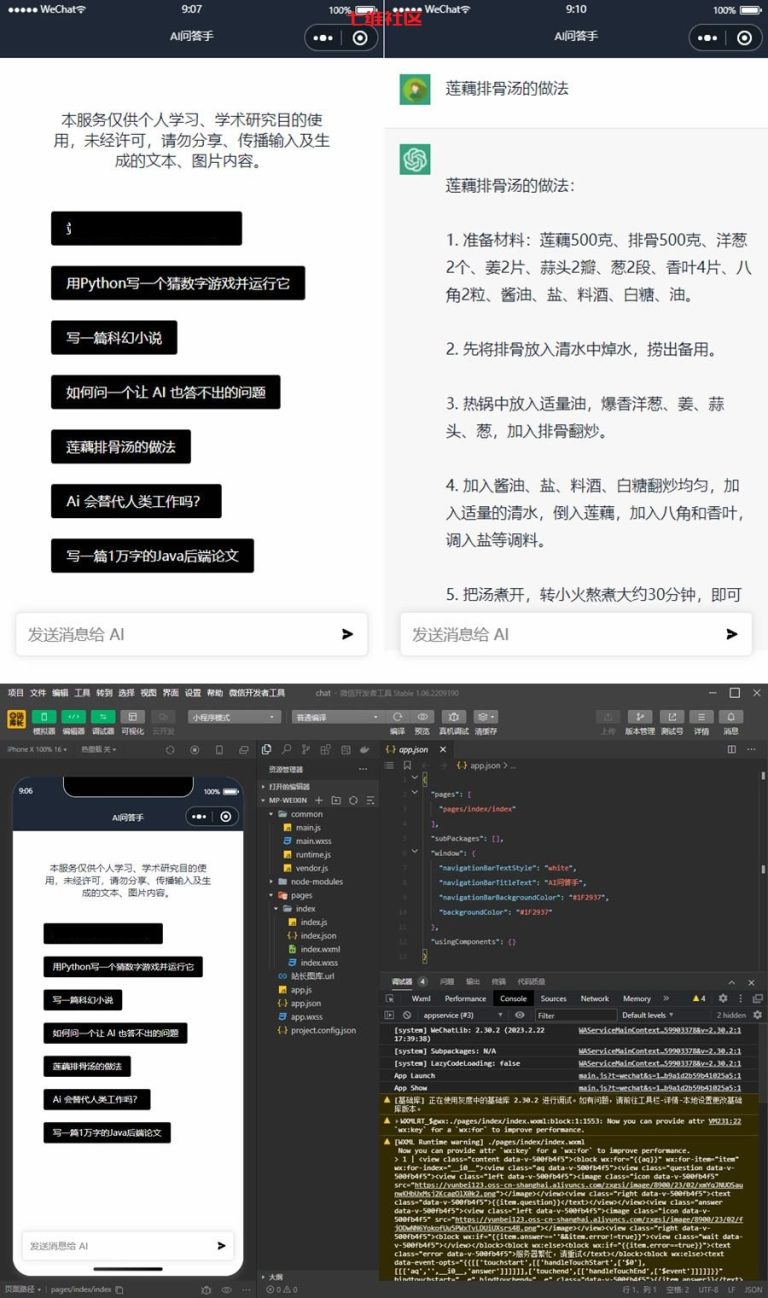 WeChat
9:07
100%
七维社区
AI问答手
本服务仅供个人学习、学术研究目的使
用，未经许可，请勿分享、传播输入及生
成的文本、图片内容。
用Python写一个猜数字游戏并运行它
写一篇科幻小说
如何问一个让 AI 也答不出的问题
莲藕排骨汤的做法
Ai 会替代人类工作吗？
写一篇1万字的Java后端论文
发送消息给 AI
WeChat
9:10
100%
AI问答手
莲藕排骨汤的做法
莲藕排骨汤的做法：
1. 准备材料：莲藕500克、排骨500克、洋葱
2个、姜2片、蒜头2瓣、葱2段、香叶4片、八
角2粒、酱油、盐、料酒、白糖、油。
2. 先将排骨放入清水中焯水，捞出备用。
3. 热锅中放入适量油，爆香洋葱、姜、蒜
头、葱，加入排骨翻炒。
4. 加入酱油、盐、料酒、白糖翻炒均匀，加
入适量的清水，倒入莲藕，加入八角和香叶，
调入盐等调料。
5. 把汤煮开，转小火熬煮大约30分钟，即可
发送消息给 AI
项目 文件 编辑 工具 转到 选择 视图 界面 设置 帮助 微信开发者工具
chat - 微信开发者工具 Stable 1.06.2209190
模拟器 编辑器 调试器 可视化 云开发
小程序模式
普通编译
编译 预览 真机调试 清缓存
上传 版本管理 测试号 详情 消息
iPhone X 100% 16
热重载 关
9:06
100%
AI问答手
本服务仅供个人学习、学术研究目的使
用，未经许可，请勿分享、传播输入及生
成的文本、图片内容。
用Python写一个猜数字游戏并运行它
写一篇科幻小说
如何问一个让 AI 也答不出的问题
莲藕排骨汤的做法
Ai 会替代人类工作吗？
写一篇1万字的Java后端论文
发送消息给 AI
页面路径
pages/index/index
资源管理器
打开的编辑器
MP-WEIXIN
common
main.js
main.wxss
runtime.js
vendor.js
node-modules
pages
index
index.js
index.json
index.wxml
index.wxss
站长图库.url
app.js
app.json
app.wxss
project.config.json
大纲
0 0
app.json
app.json > ...
{
"pages": [
"pages/index/index"
],
"subPackages": [],
"window": {
"navigationBarTextStyle": "white",
"navigationBarTitleText": "AI问答手",
"navigationBarBackgroundColor": "#1F2937",
"backgroundColor": "#1F2937"
},
"usingComponents": {}
}
调试器 4 问题 输出 终端 代码质量
Wxml Performance Console Sources Network Memory
4
appservice (#3)
Filter
Default levels
2 hidden
[system] WeChatLib: 2.30.2 (2023.2.22
17:39:38)
WAServiceMainContext…59903378&v=2.30.2:1
[system] Subpackages: N/A
WAServiceMainContext…59903378&v=2.30.2:1
[system] LazyCodeLoading: false
WAServiceMainContext…59903378&v=2.30.2:1
App Launch
App Show
[基础库] 正在使用灰度中的基础库 2.30.2 进行调试。如有问题，请前往工具栏-详情-本地设置更改基础
库版本。
WXMLRT_$gwx:./pages/index/index.wxml:block:1:1553: Now you can provide attr
VM231:22
`wx:key` for a `wx:for` to improve performance.
[WXML Runtime warning] ./pages/index/index.wxml
Now you can provide attr `wx:key` for a `wx:for` to improve performance.
行 1，列 1 空格: 2 UTF-8 LF JSON